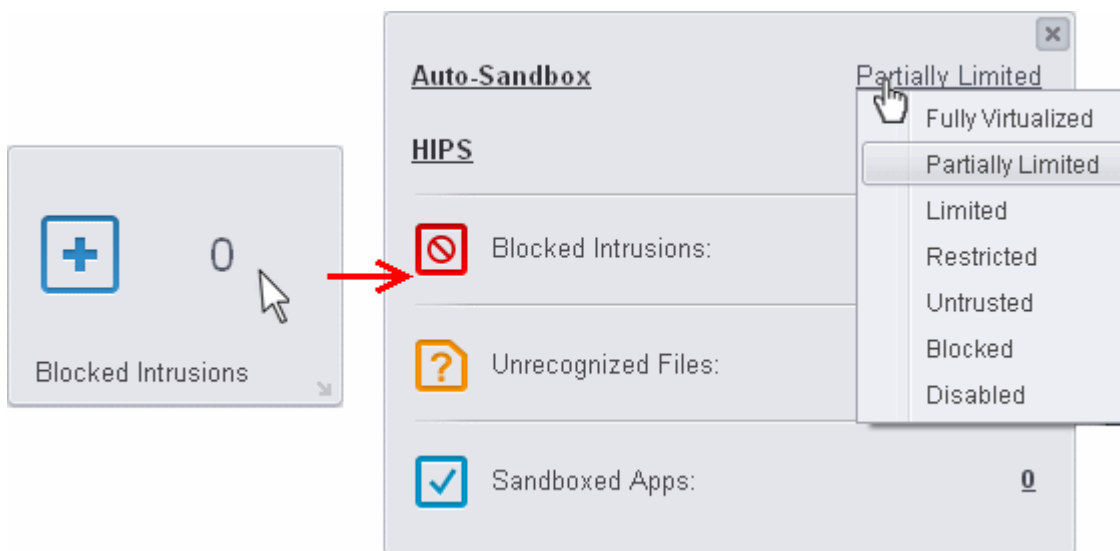 0
Blocked Intrusions
Auto-Sandbox
Partially Limited
HIPS
Blocked Intrusions:
Unrecognized Files:
Sandboxed Apps:
0
Fully Virtualized
Partially Limited
Limited
Restricted
Untrusted
Blocked
Disabled